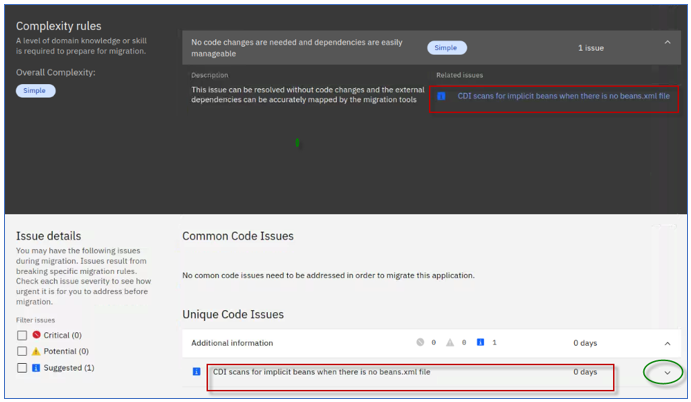 Complexity rules
A level of domain knowledge or skill
is required to prepare for migration.
Overall Complexity:
Simple
No code changes are needed and dependencies are easily
manageable
Simple
1 issue
Description
This issue can be resolved without code changes and the external
dependencies can be accurately mapped by the migration tools
Related issues
CDI scans for implicit beans when there is no beans.xml file
Issue details
You may have the following issues
during migration. Issues result from
breaking specific migration rules.
Check each issue severity to see how
urgent it is for you to address before
migration.
Filter issues
Critical (0)
Potential (0)
Suggested (1)
Common Code Issues
No comon code issues need to be addressed in order to migrate this application.
Unique Code Issues
Additional information 0 0 1 0 days
CDI scans for implicit beans when there is no beans.xml file 0 days